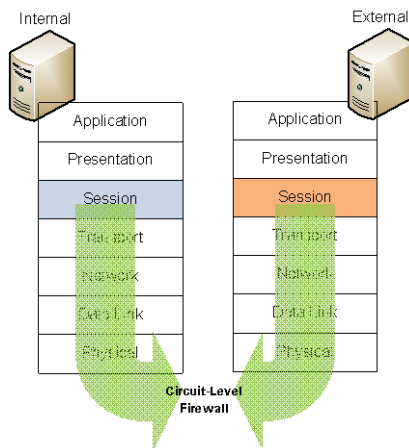 Internal
External
Application
Presentation
Session
Transport
Network
Data Link
Physical
Application
Presentation
Session
Transport
Network
Data Link
Physical
Circuit-Level
Firewall